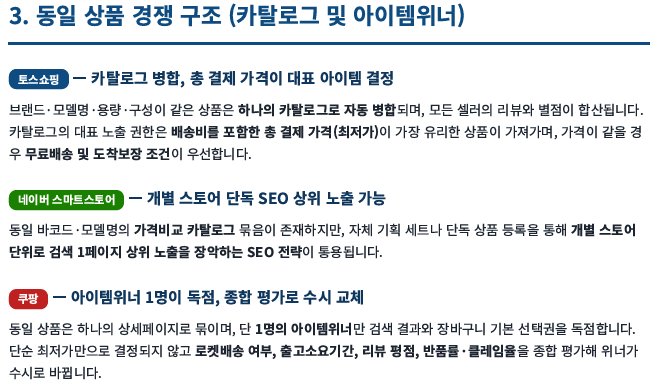 3. 동일 상품 경쟁 구조 (카탈로그 및 아이템위너)
토스쇼핑 — 카탈로그 병합, 총 결제 가격이 대표 아이템 결정
브랜드·모델명·용량·구성이 같은 상품은 하나의 카탈로그로 자동 병합되며, 모든 셀러의 리뷰와 별점이 합산됩니다.
카탈로그의 대표 노출 권한은 배송비를 포함한 총 결제 가격(최저가)이 가장 유리한 상품이 가져가며, 가격이 같을 경
우 무료배송 및 도착보장 조건이 우선합니다.
네이버 스마트스토어 — 개별 스토어 단독 SEO 상위 노출 가능
동일 바코드·모델명의 가격비교 카탈로그 묶음이 존재하지만, 자체 기획 세트나 단독 상품 등록을 통해 개별 스토어
단위로 검색 1페이지 상위 노출을 장악하는 SEO 전략이 통용됩니다.
쿠팡 — 아이템위너 1명이 독점, 종합 평가로 수시 교체
동일 상품은 하나의 상세페이지로 묶이며, 단 1명의 아이템위너만 검색 결과와 장바구니 기본 선택권을 독점합니다.
단순 최저가만으로 결정되지 않고 로켓배송 여부, 출고소요기간, 리뷰 평점, 반품률·클레임율을 종합 평가해 위너가
수시로 바뀝니다.